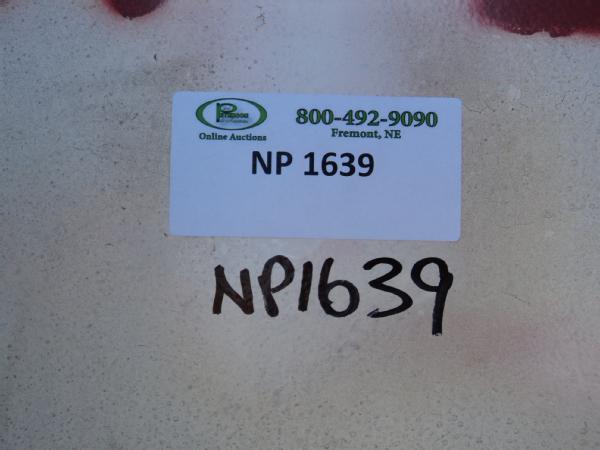 800-492-9090
Online Auctions
Fremont, NE
NP 1639
NP1639